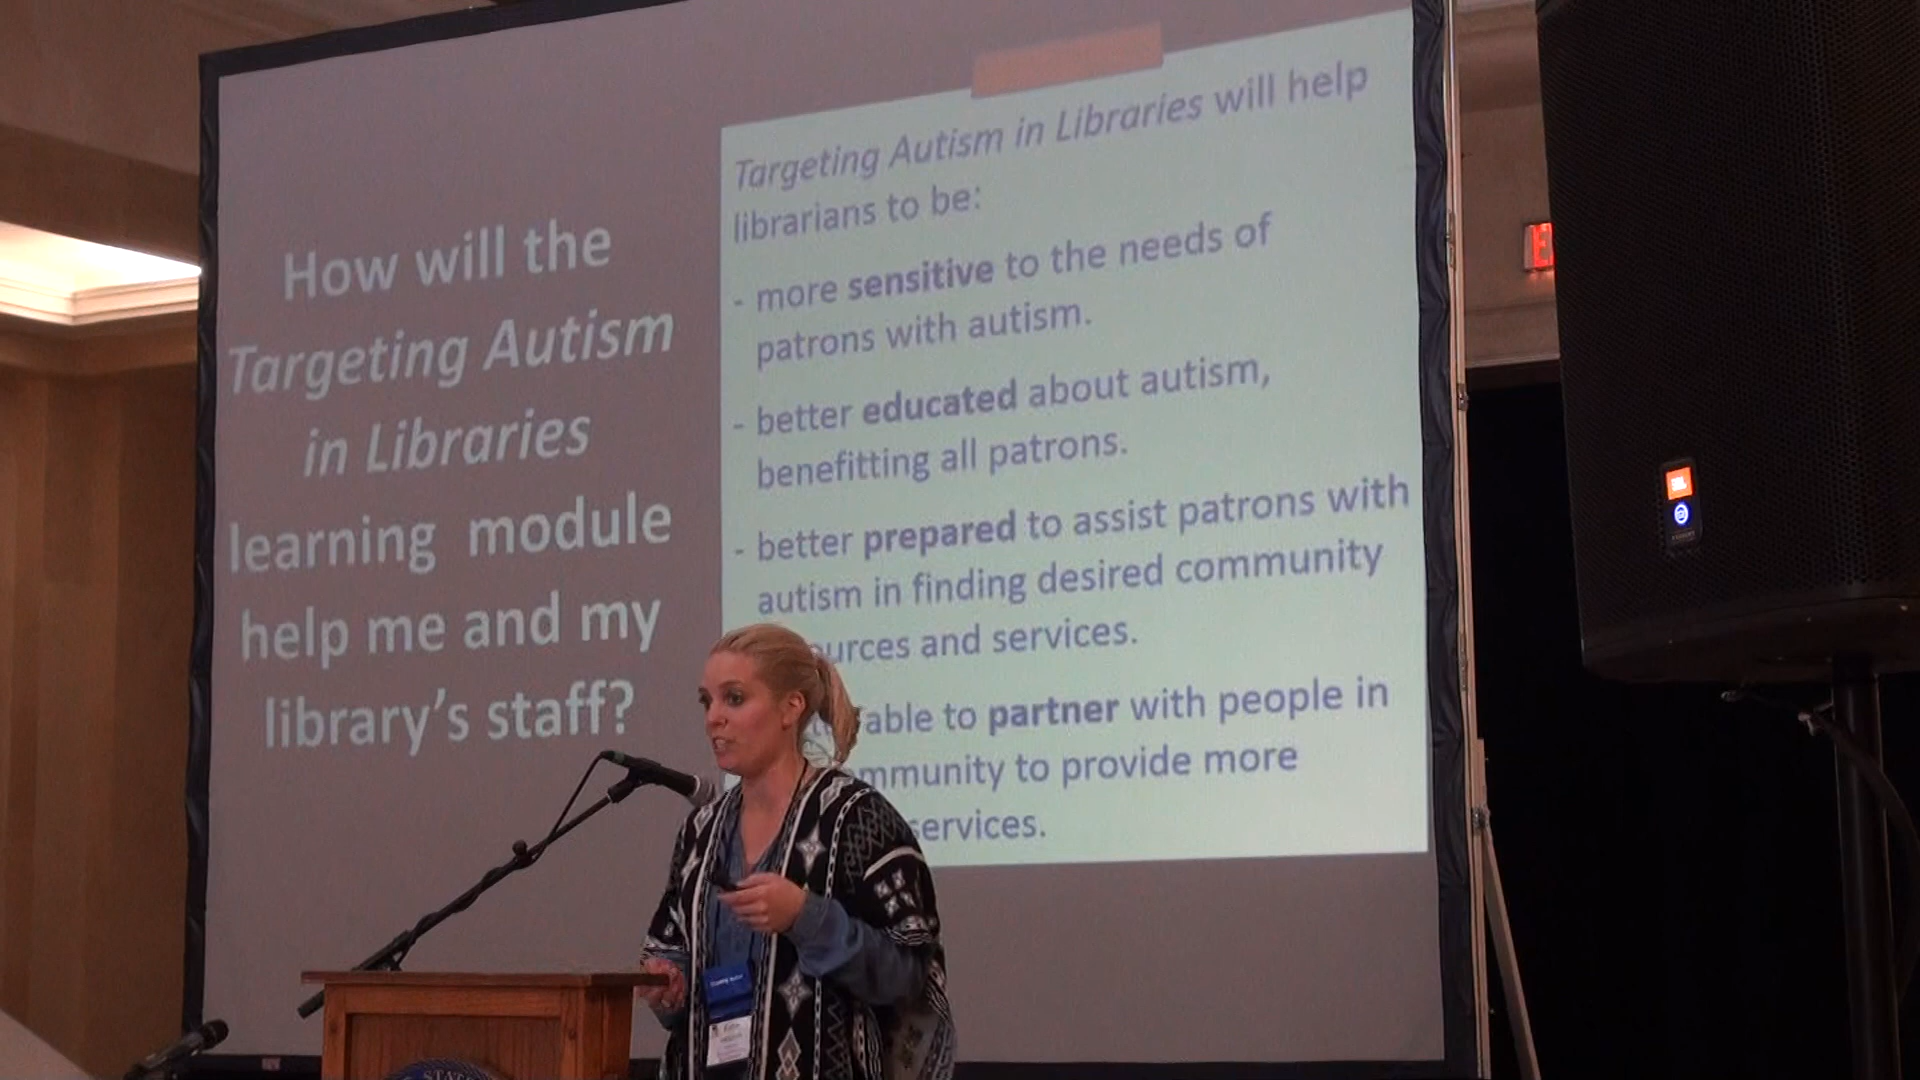 How will the
Targeting Autism
in Libraries
learning module
help me and my
library's staff?
Targeting Autism in Libraries will help
librarians to be:
- more sensitive to the needs of
patrons with autism.
- better educated about autism,
benefitting all patrons.
- better prepared to assist patrons with
autism in finding desired community
urces and services.
able to partner with people in
mmunity to provide more
services.
JBL
STATE